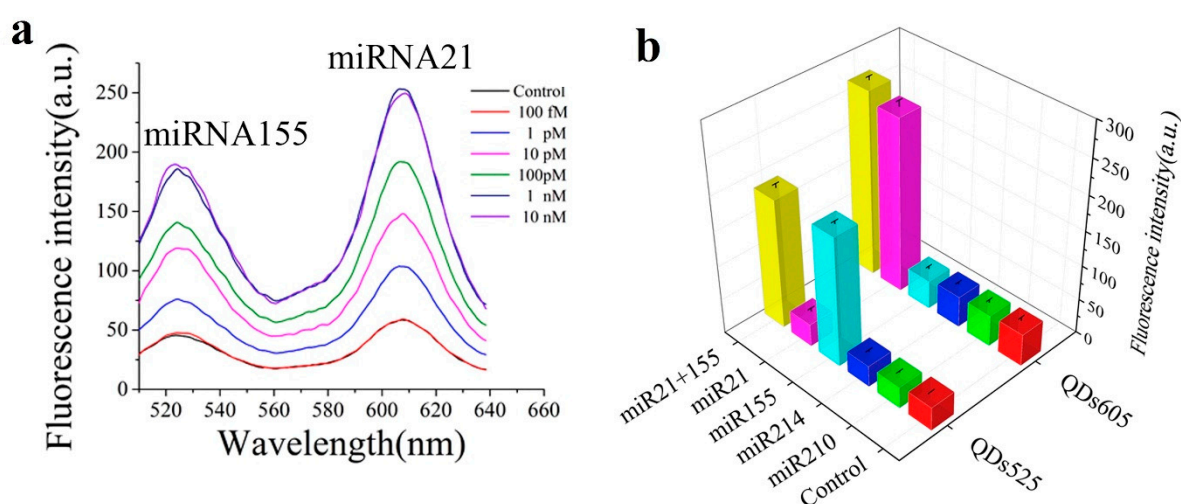 a
Fluorescence intensity(a.u.)
250
200
150
100
50
0
miRNA155
miRNA21
Control
100 fM
1 pM
10 pM
100pM
1 nM
10 nM
520 540 560 580 600 620 640 660
Wavelength(nm)
b
300
250
200
150
100
50
0
Fluorescence intensity(a.u.)
miR21+155
miR21
miR155
miR214
miR210
Control
QDs525
QDs605